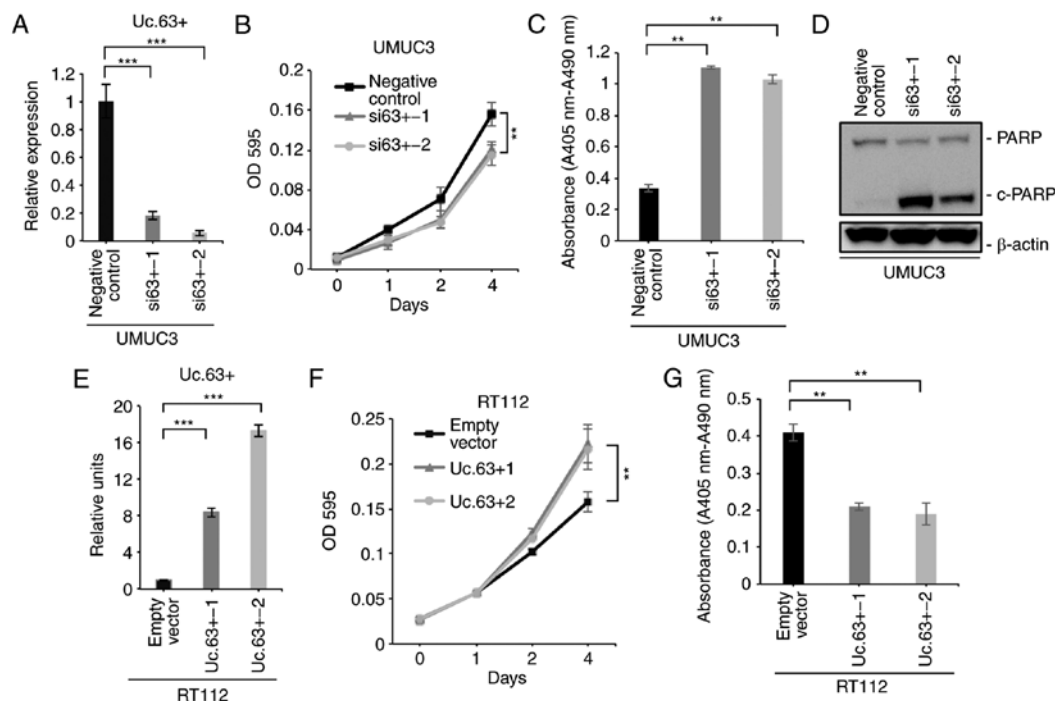 A
Uc.63+
***
***
Relative expression
1.2
1
0.8
0.6
0.4
0.2
0
Negative
control
si63+−1
si63+−2
UMUC3
B
UMUC3
OD 595
0.2
0.16
0.12
0.08
0.04
0
Negative
control
si63+−1
si63+−2
**
0
1
2
4
Days
C
**
**
Absorbance (A405 nm-A490 nm)
1.2
1
0.8
0.6
0.4
0.2
0
Negative
control
si63+−1
si63+−2
UMUC3
D
Negative
control
si63+−1
si63+−2
- PARP
- c-PARP
- β-actin
UMUC3
E
Uc.63+
***
***
Relative units
20
16
12
8
4
0
Empty
vector
Uc.63+−1
Uc.63+−2
RT112
F
RT112
OD 595
0.25
0.2
0.15
0.1
0.05
0
Empty
vector
Uc.63+1
Uc.63+2
**
0
1
2
4
Days
G
**
**
Absorbance (A405 nm-A490 nm)
0.5
0.4
0.3
0.2
0.1
0
Empty
vector
Uc.63+−1
Uc.63+−2
RT112